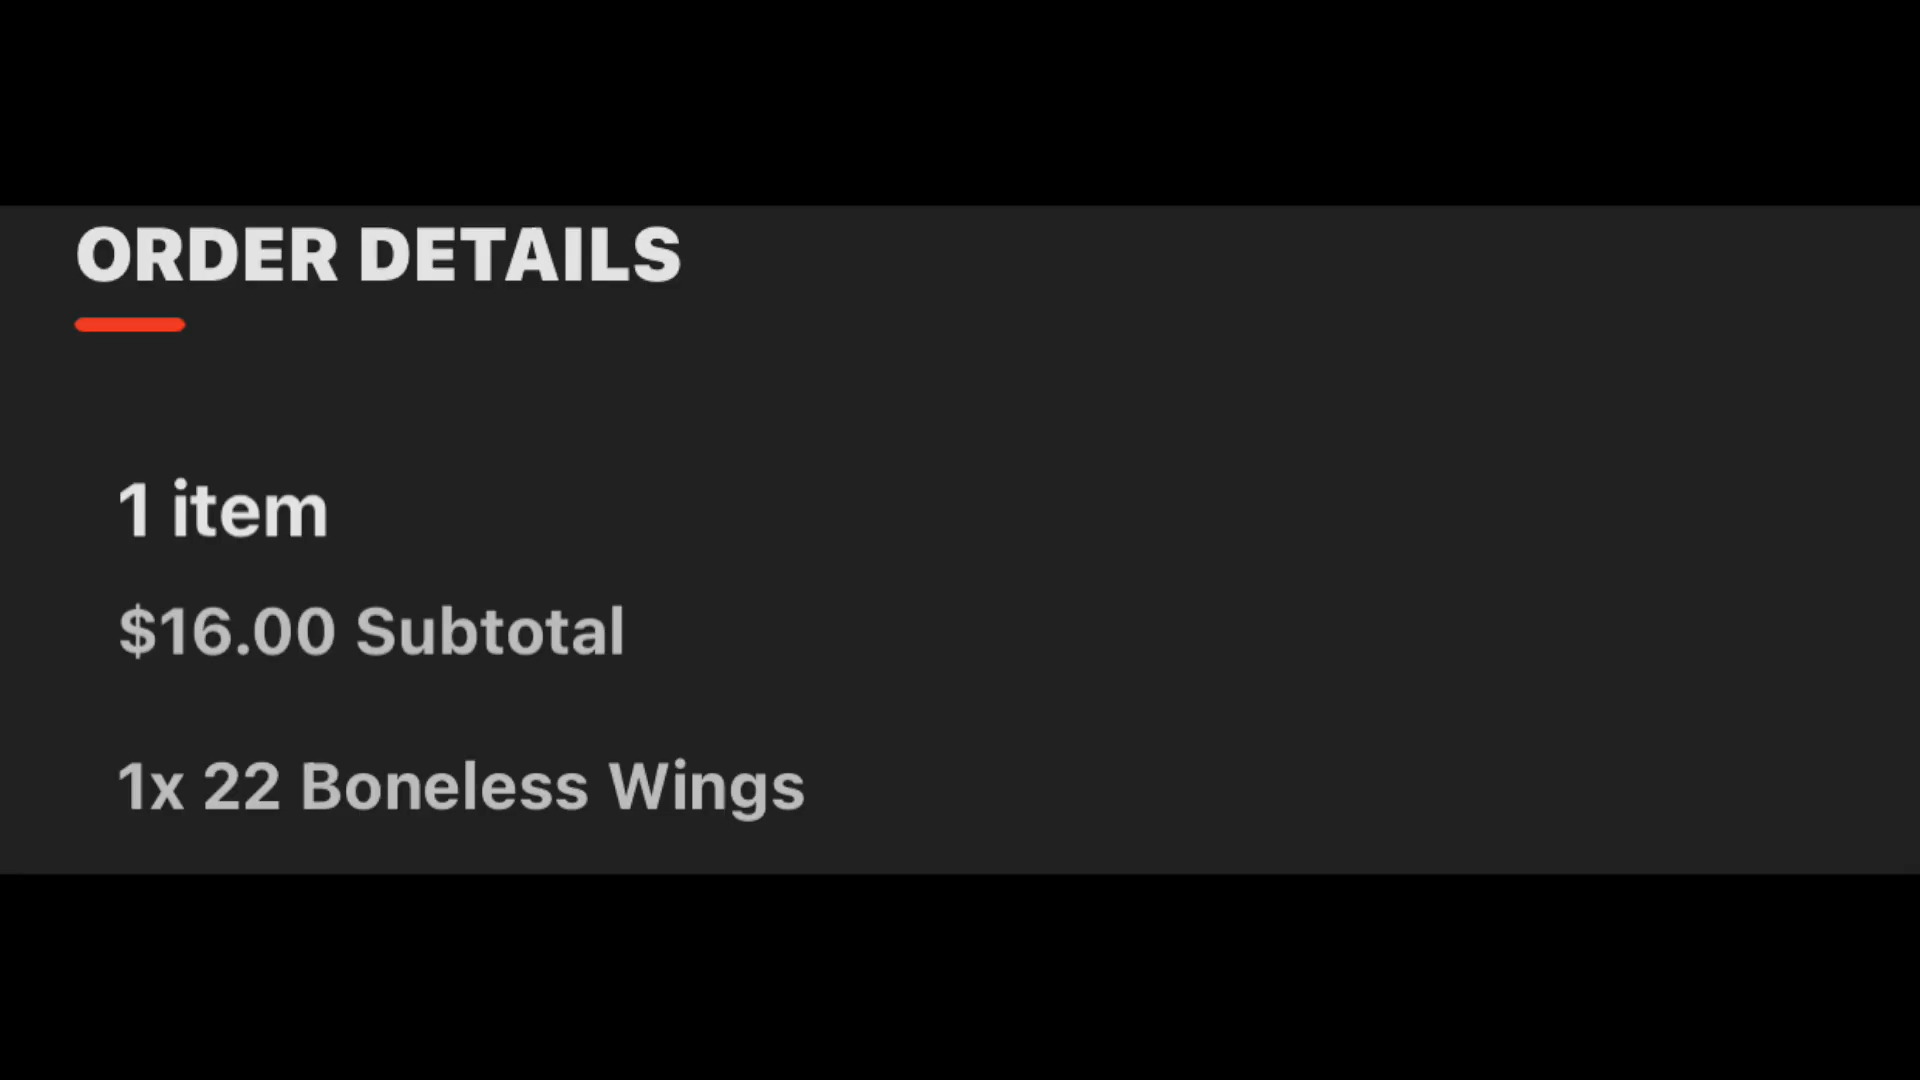 ORDER DETAILS
1 item
$16.00 Subtotal
1x 22 Boneless Wings